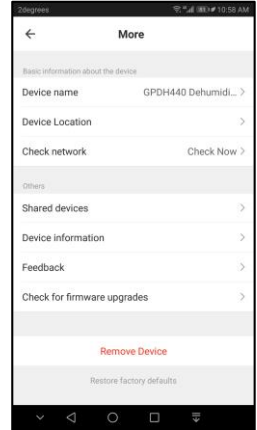 2degrees 10:58 AM
More
Basic information about the device
Device name GPDH440 Dehumidi...
Device Location
Check network Check Now
Others
Shared devices
Device information
Feedback
Check for firmware upgrades
Remove Device
Restore factory defaults